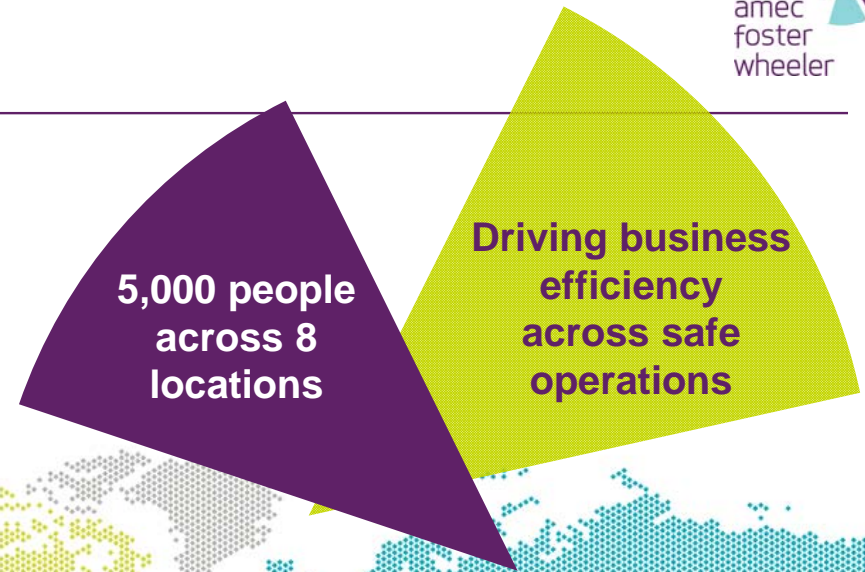 amec
foster
wheeler
5,000 people
across 8
locations
Driving business
efficiency
across safe
operations